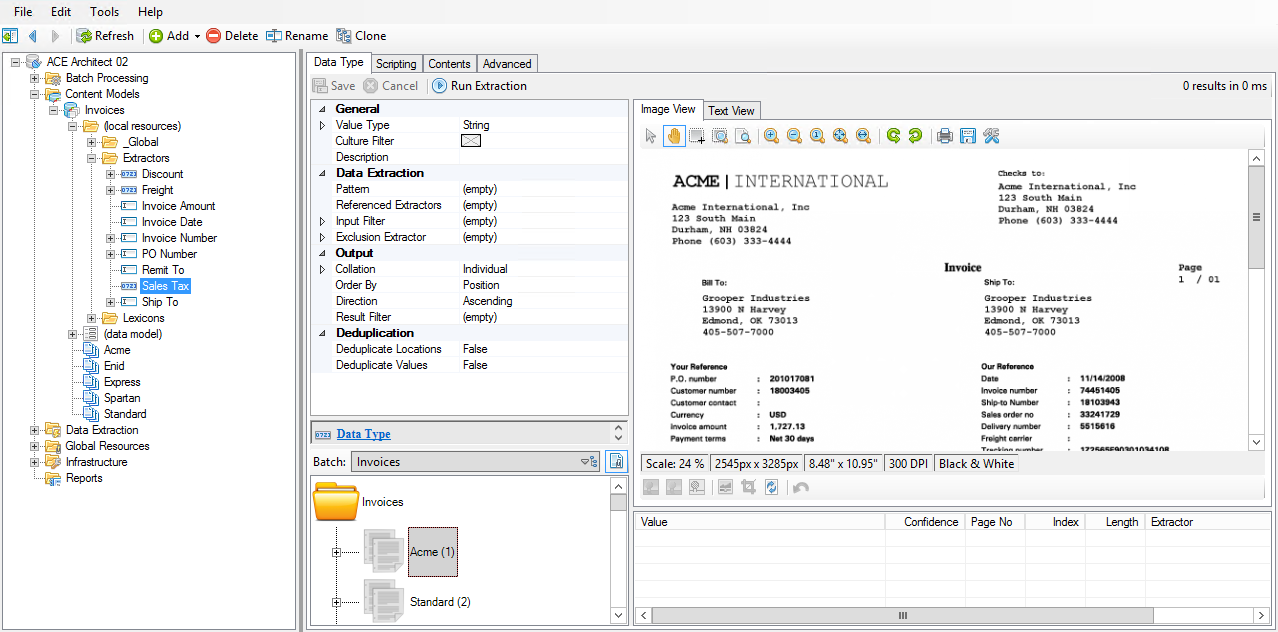 File Edit Tools Help
Refresh Add Delete Rename Clone
ACE Architect 02
Batch Processing
Content Models
Invoices
(local resources)
_Global
Extractors
Discount
Freight
Invoice Amount
Invoice Date
Invoice Number
PO Number
Remit To
Sales Tax
Ship To
Lexicons
(data model)
Acme
Enid
Express
Spartan
Standard
Data Extraction
Global Resources
Infrastructure
Reports
Data Type Scripting Contents Advanced
Save Cancel Run Extraction 0 results in 0 ms
General
Value Type String
Culture Filter
Description
Data Extraction
Pattern (empty)
Referenced Extractors (empty)
Input Filter (empty)
Exclusion Extractor (empty)
Output
Collation Individual
Order By Position
Direction Ascending
Result Filter (empty)
Deduplication
Deduplicate Locations False
Deduplicate Values False
Data Type
Batch: Invoices
Invoices
Acme (1)
Standard (2)
Image View Text View
ACME | INTERNATIONAL
Acme International, Inc
123 South Main
Durham, NH 03824
Phone (603) 333-4444
Checks to:
Acme International, Inc
123 South Main
Durham, NH 03824
Phone (603) 333-4444
Invoice
Page
1 / 01
Bill To:
Grooper Industries
13900 N Harvey
Edmond, OK 73013
405-507-7000
Ship To:
Grooper Industries
13900 N Harvey
Edmond, OK 73013
405-507-7000
Your Reference
P.O. number : 201017081
Customer number : 18003405
Customer contact :
Currency : USD
Invoice amount : 1,727.13
Payment terms : Net 30 days
Our Reference
Date : 11/14/2008
Invoice number : 74451405
Ship-to Number : 18103943
Sales order no : 33241729
Delivery number : 5515616
Freight carrier :
Tracking number
Scale: 24 % 2545px x 3285px 8.48" x 10.95" 300 DPI Black & White
Value Confidence Page No Index Length Extractor